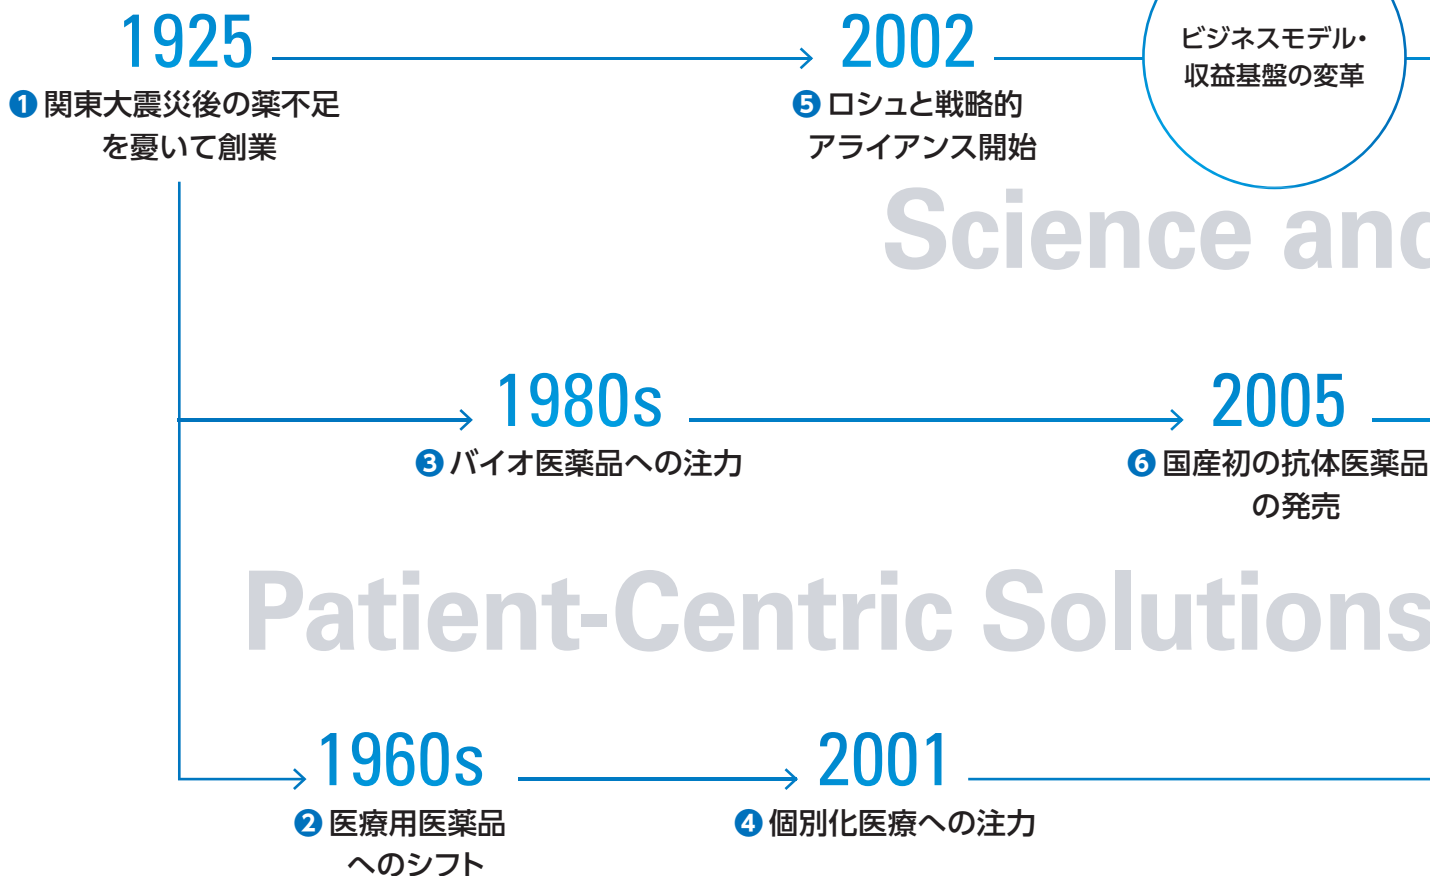 1925
❶ 関東大震災後の薬不足
を憂いて創業
2002
❺ ロシュと戦略的
アライアンス開始
ビジネスモデル・
収益基盤の変革
Science and
1980s
❸ バイオ医薬品への注力
2005
❻ 国産初の抗体医薬品
の発売
Patient-Centric Solutions
1960s
❷ 医療用医薬品
へのシフト
2001
❹ 個別化医療への注力